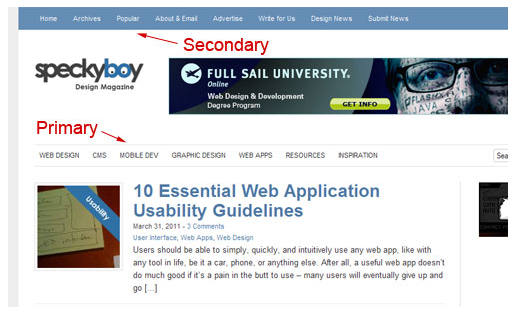 Home Archives Popular About & Email Advertise Write for Us Design News Submit News
Secondary
speckyboy
Design Magazine
FULL SAIL UNIVERSITY.
Online
Web Design & Development
Degree Program
GET INFO
FLASHMX
JAVA
Primary
WEB DESIGN CMS MOBILE DEV GRAPHIC DESIGN WEB APPS RESOURCES INSPIRATION
Sea
Usability
10 Essential Web Application
Usability Guidelines
March 31, 2011 - 3 Comments
User Interface, Web Apps, Web Design
Users should be able to simply, quickly, and intuitively use any web app, like with
any tool in life, be it a car, phone, or anything else. After all, a useful web app doesn't
do much good if it's a pain in the butt to use – many users will eventually give up and
go [...]